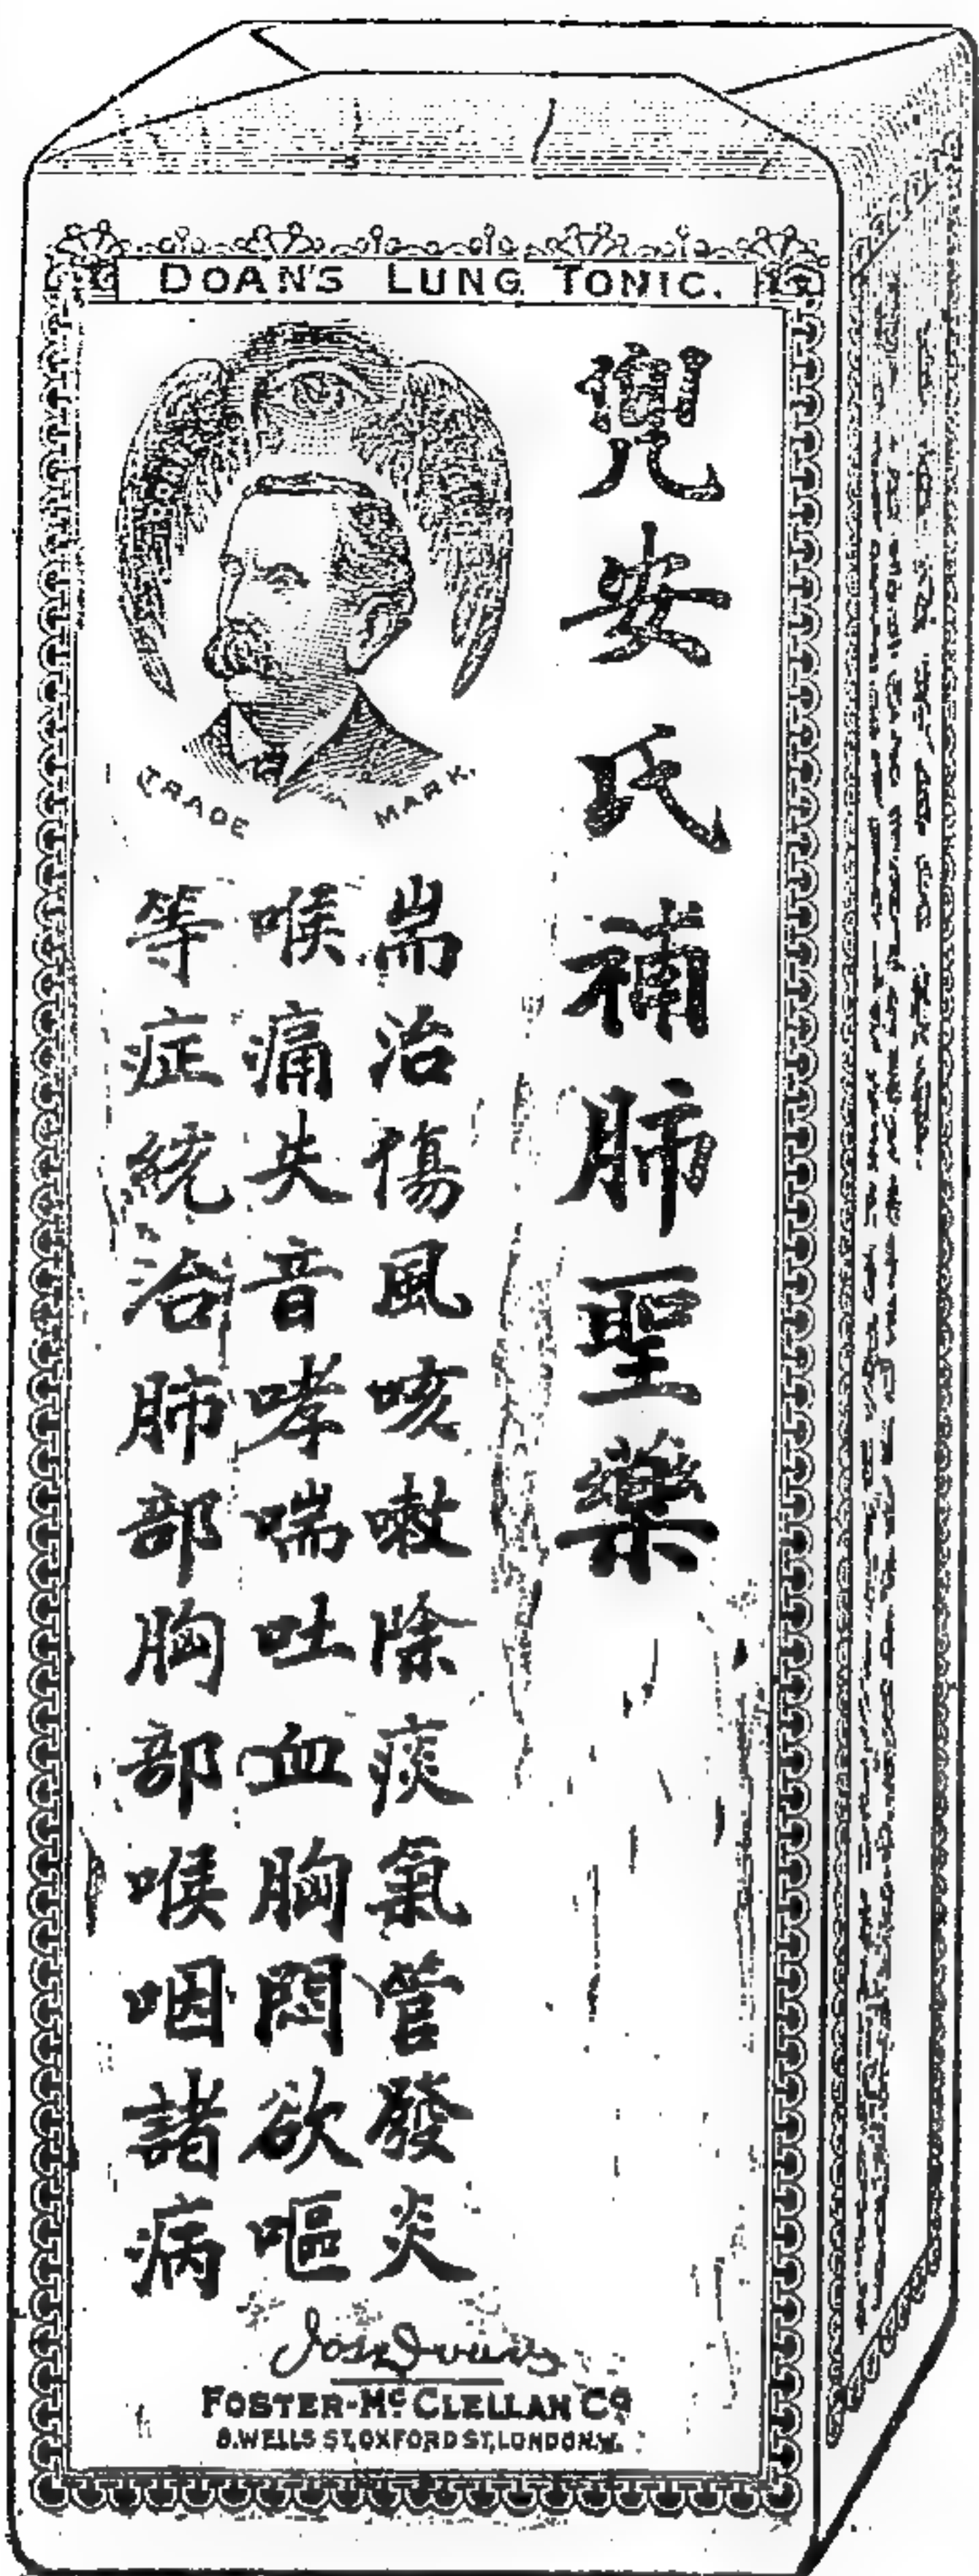 DOAN'S LUNG TONIC.
兜安氏補肺聖藥
TRADE MARK.
耑治傷風咳嗽除痰氣管發炎
喉痛失音哮喘吐血胸悶欲嘔
等症統治肺部胸部喉咽諸病
FOSTER-McCLELLAN Co
8. WELLS ST, OXFORD ST, LONDON. W.